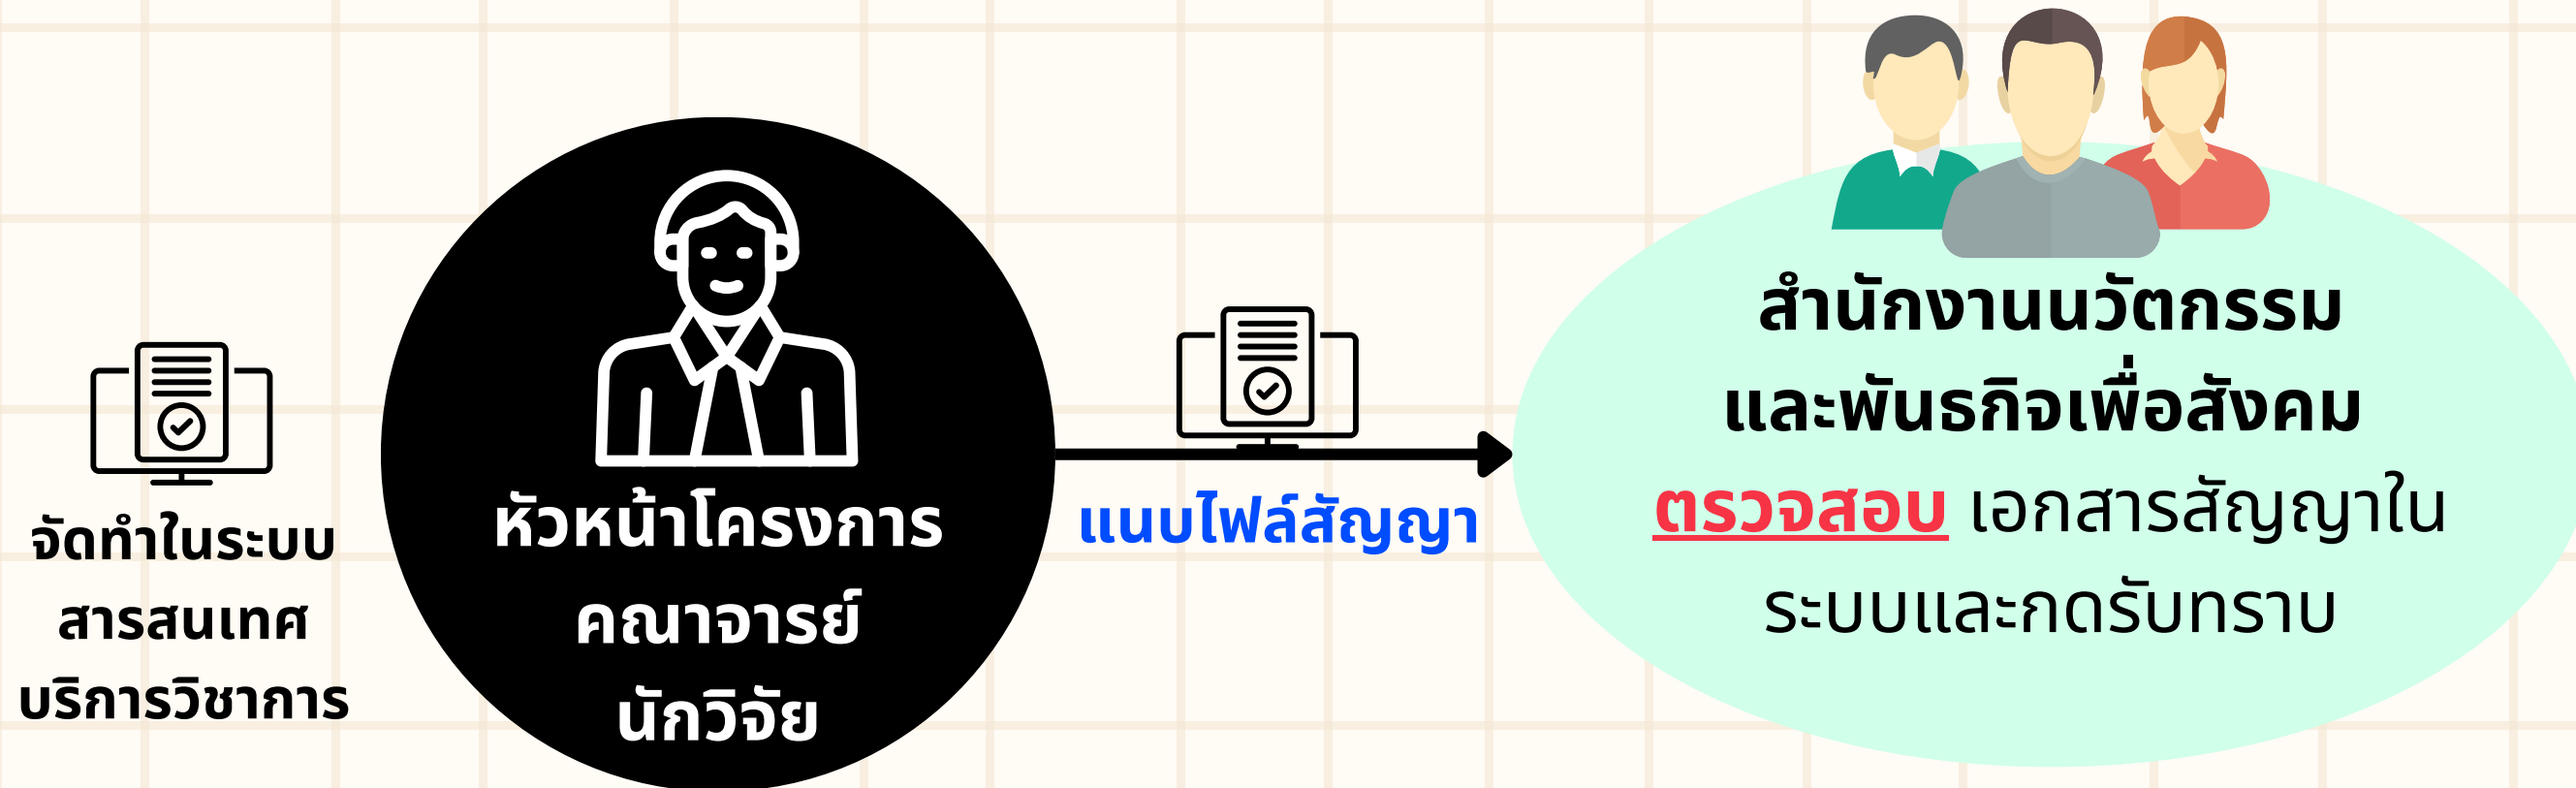 จัดทำในระบบ
สารสนเทศ
บริการวิชาการ
หัวหน้าโครงการ
คณาจารย์
นักวิจัย
แนบไฟล์สัญญา
สำนักงานนวัตกรรม
และพันธกิจเพื่อสังคม
ตรวจสอบ เอกสารสัญญาใน
ระบบและกดรับทราบ